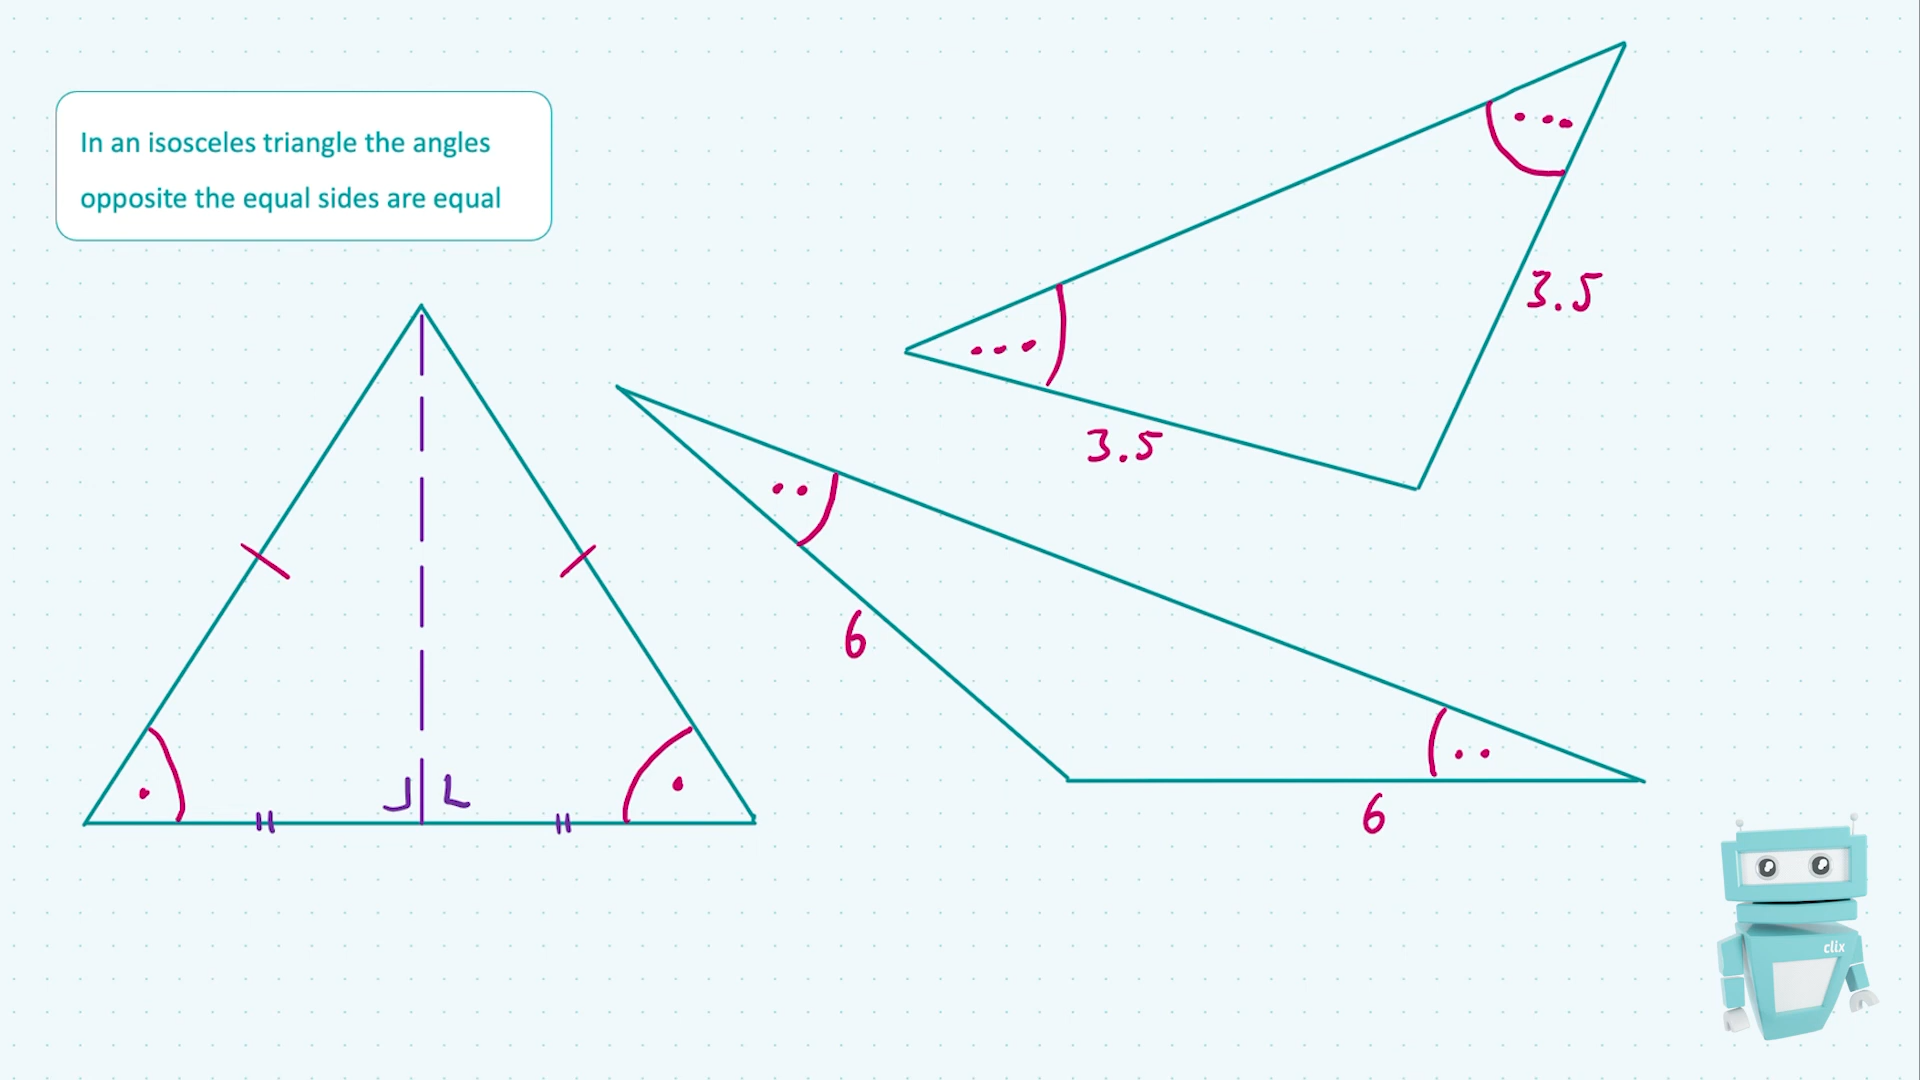 In an isosceles triangle the angles
opposite the equal sides are equal
3.5
3.5
6
6
clix